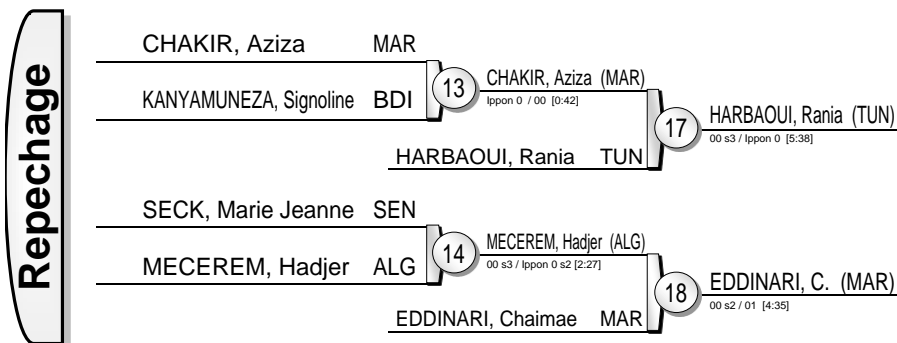 Repechage
CHAKIR, Aziza MAR
KANYAMUNEZA, Signoline BDI
13
CHAKIR, Aziza (MAR)
Ippon 0 / 00 [0:42]
HARBAOUI, Rania TUN
17
HARBAOUI, Rania (TUN)
00 s3 / Ippon 0 [5:38]
SECK, Marie Jeanne SEN
MECEREM, Hadjer ALG
14
MECEREM, Hadjer (ALG)
00 s3 / Ippon 0 s2 [2:27]
EDDINARI, Chaimae MAR
18
EDDINARI, C. (MAR)
00 s2 / 01 [4:35]